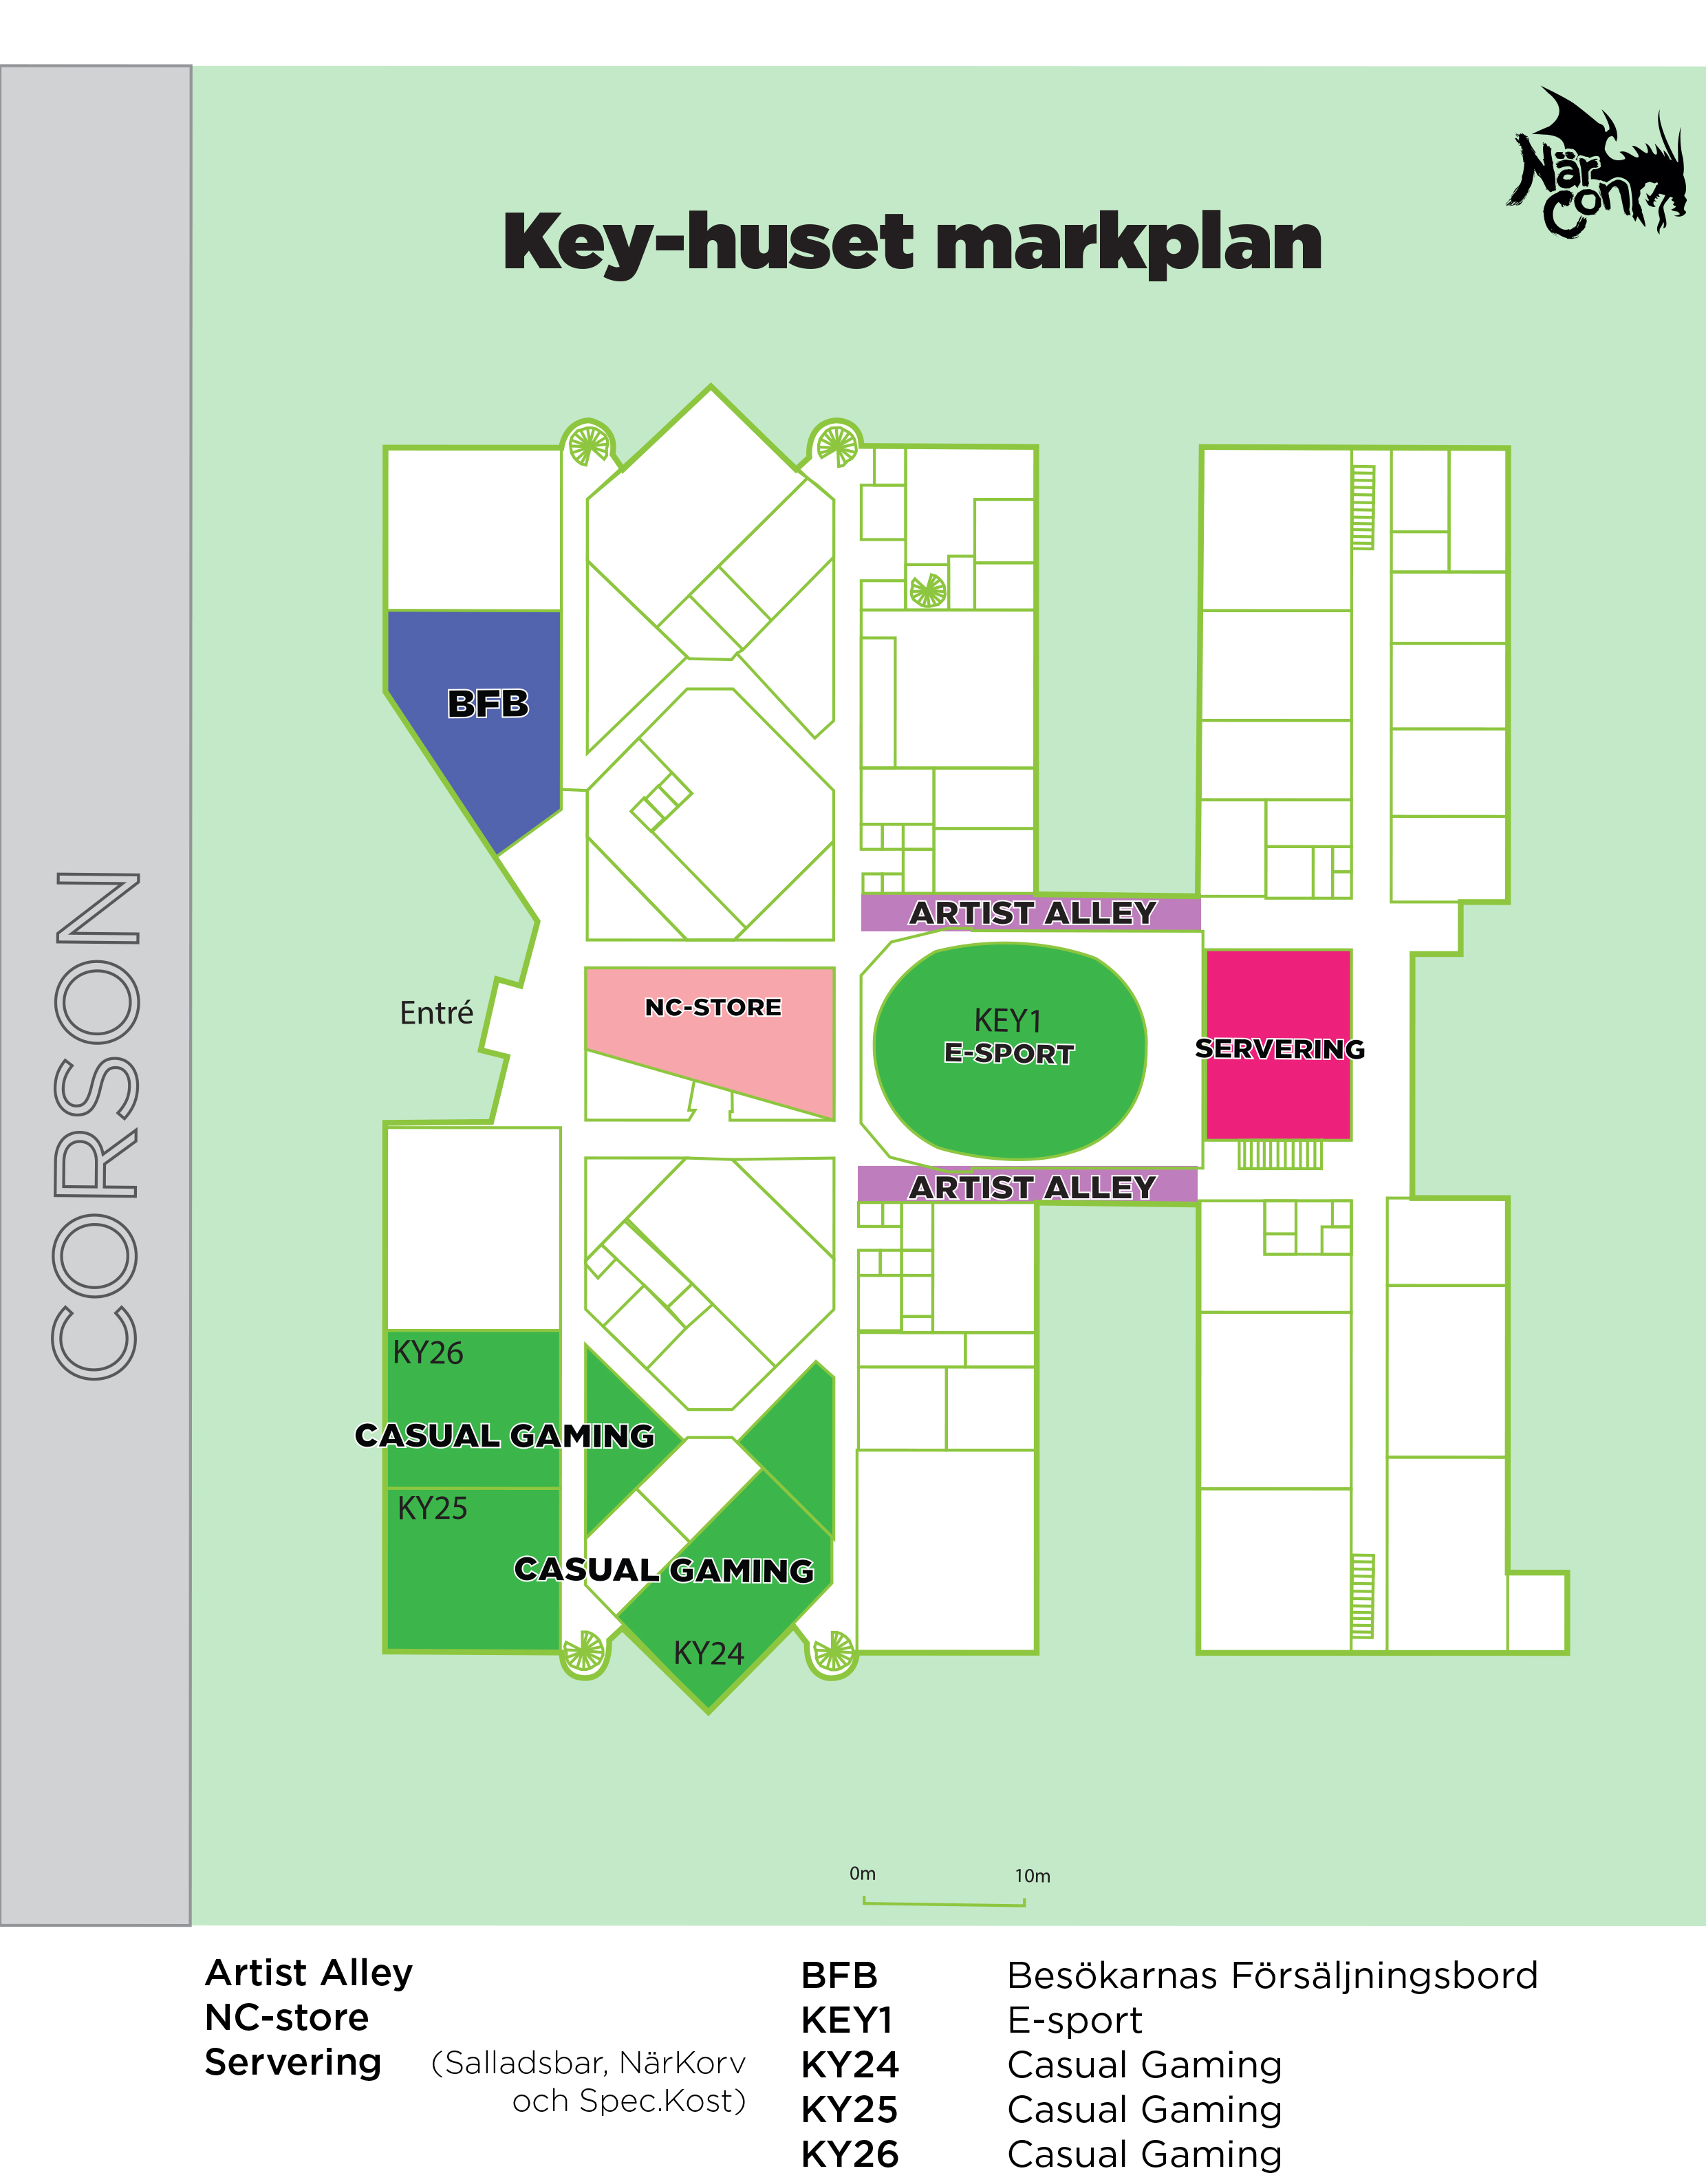 När
Con
Key-huset markplan
CORSON
BFB
ARTIST ALLEY
Entré
NC-STORE
KEY1
E-SPORT
SERVERING
ARTIST ALLEY
KY26
CASUAL GAMING
KY25
CASUAL GAMING
KY24
0m
10m
Artist Alley
NC-store
Servering (Salladsbar, NärKorv
och Spec.Kost)
BFB Besökarnas Försäljningsbord
KEY1 E-sport
KY24 Casual Gaming
KY25 Casual Gaming
KY26 Casual Gaming